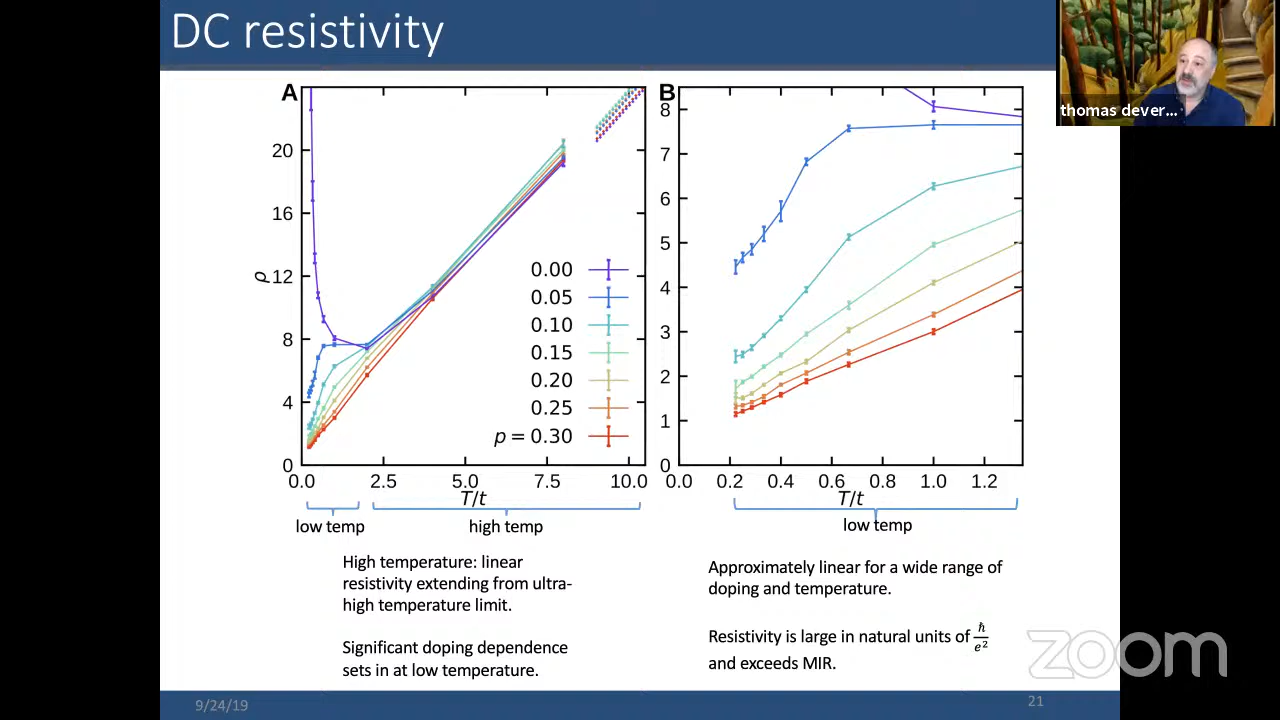 DC resistivity
thomas dever...
A
20
16
12
8
4
0
ρ
0.0 2.5 5.0 7.5 10.0
T/t
0.00
0.05
0.10
0.15
0.20
0.25
p = 0.30
low temp
high temp
B
8
7
6
5
4
3
2
1
0
0.0 0.2 0.4 0.6 0.8 1.0 1.2
T/t
low temp
High temperature: linear
resistivity extending from ultra-
high temperature limit.
Significant doping dependence
sets in at low temperature.
Approximately linear for a wide range of
doping and temperature.
Resistivity is large in natural units of ℏ/e²
and exceeds MIR.
zoom
9/24/19
21